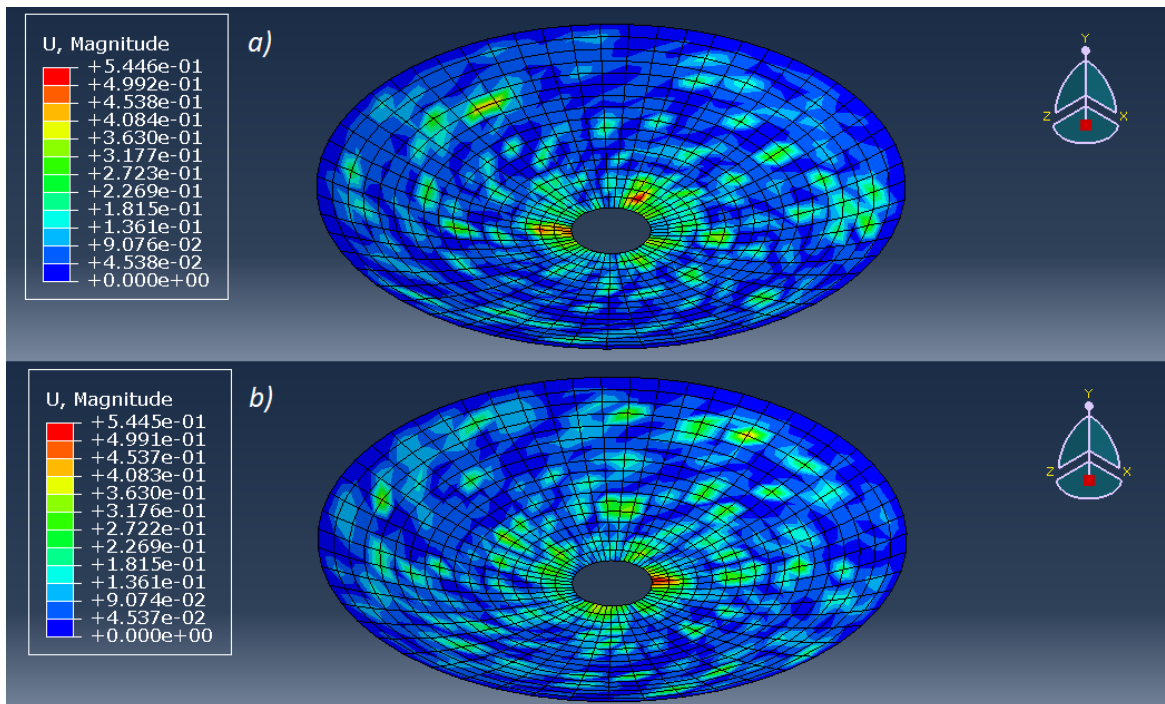 a)
U, Magnitude
+5.446e-01
+4.992e-01
+4.538e-01
+4.084e-01
+3.630e-01
+3.177e-01
+2.723e-01
+2.269e-01
+1.815e-01
+1.361e-01
+9.076e-02
+4.538e-02
+0.000e+00
Y
Z
X
b)
U, Magnitude
+5.445e-01
+4.991e-01
+4.537e-01
+4.083e-01
+3.630e-01
+3.176e-01
+2.722e-01
+2.269e-01
+1.815e-01
+1.361e-01
+9.074e-02
+4.537e-02
+0.000e+00
Y
Z
X